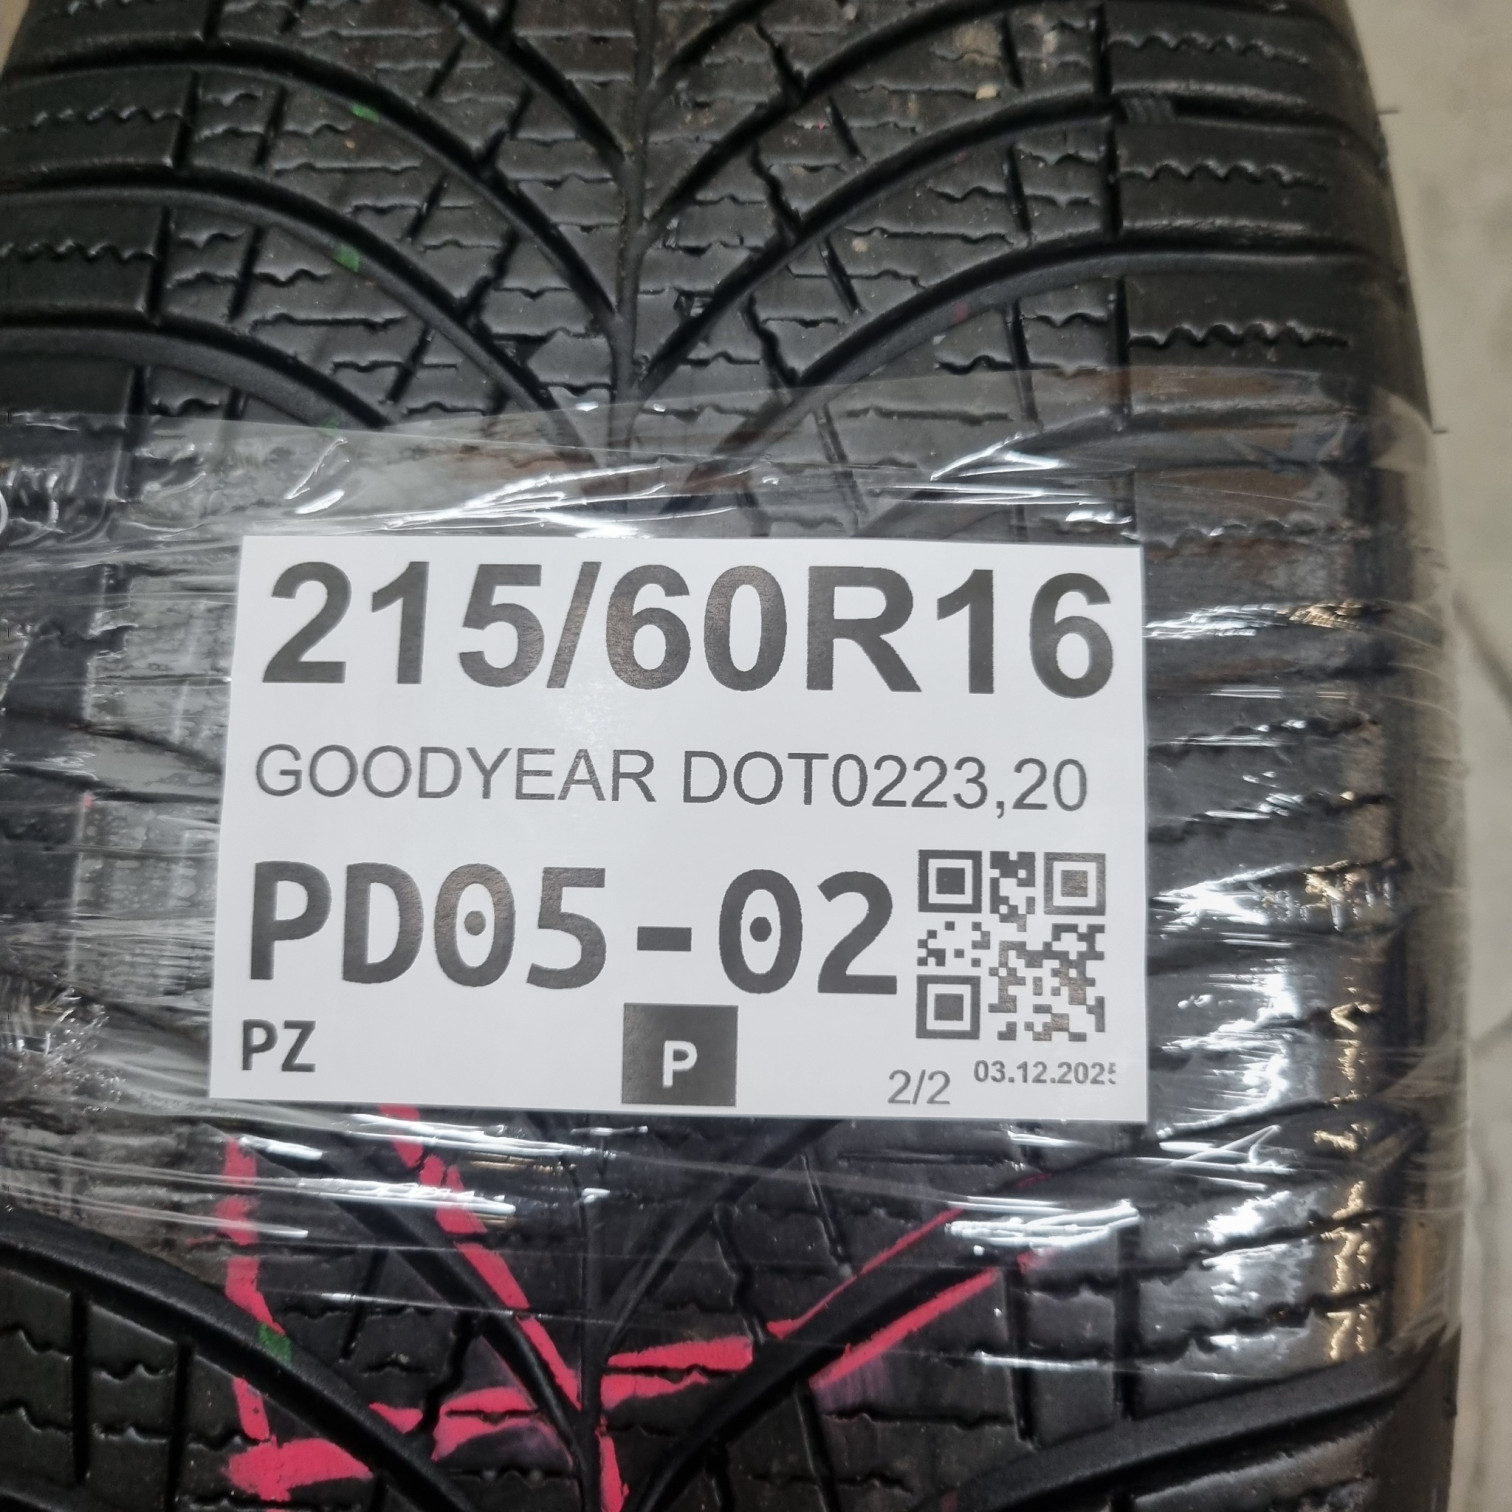 215/60R16
GOODYEAR DOT0223,20
PD05-02
PZ
P
2/2
03.12.2025